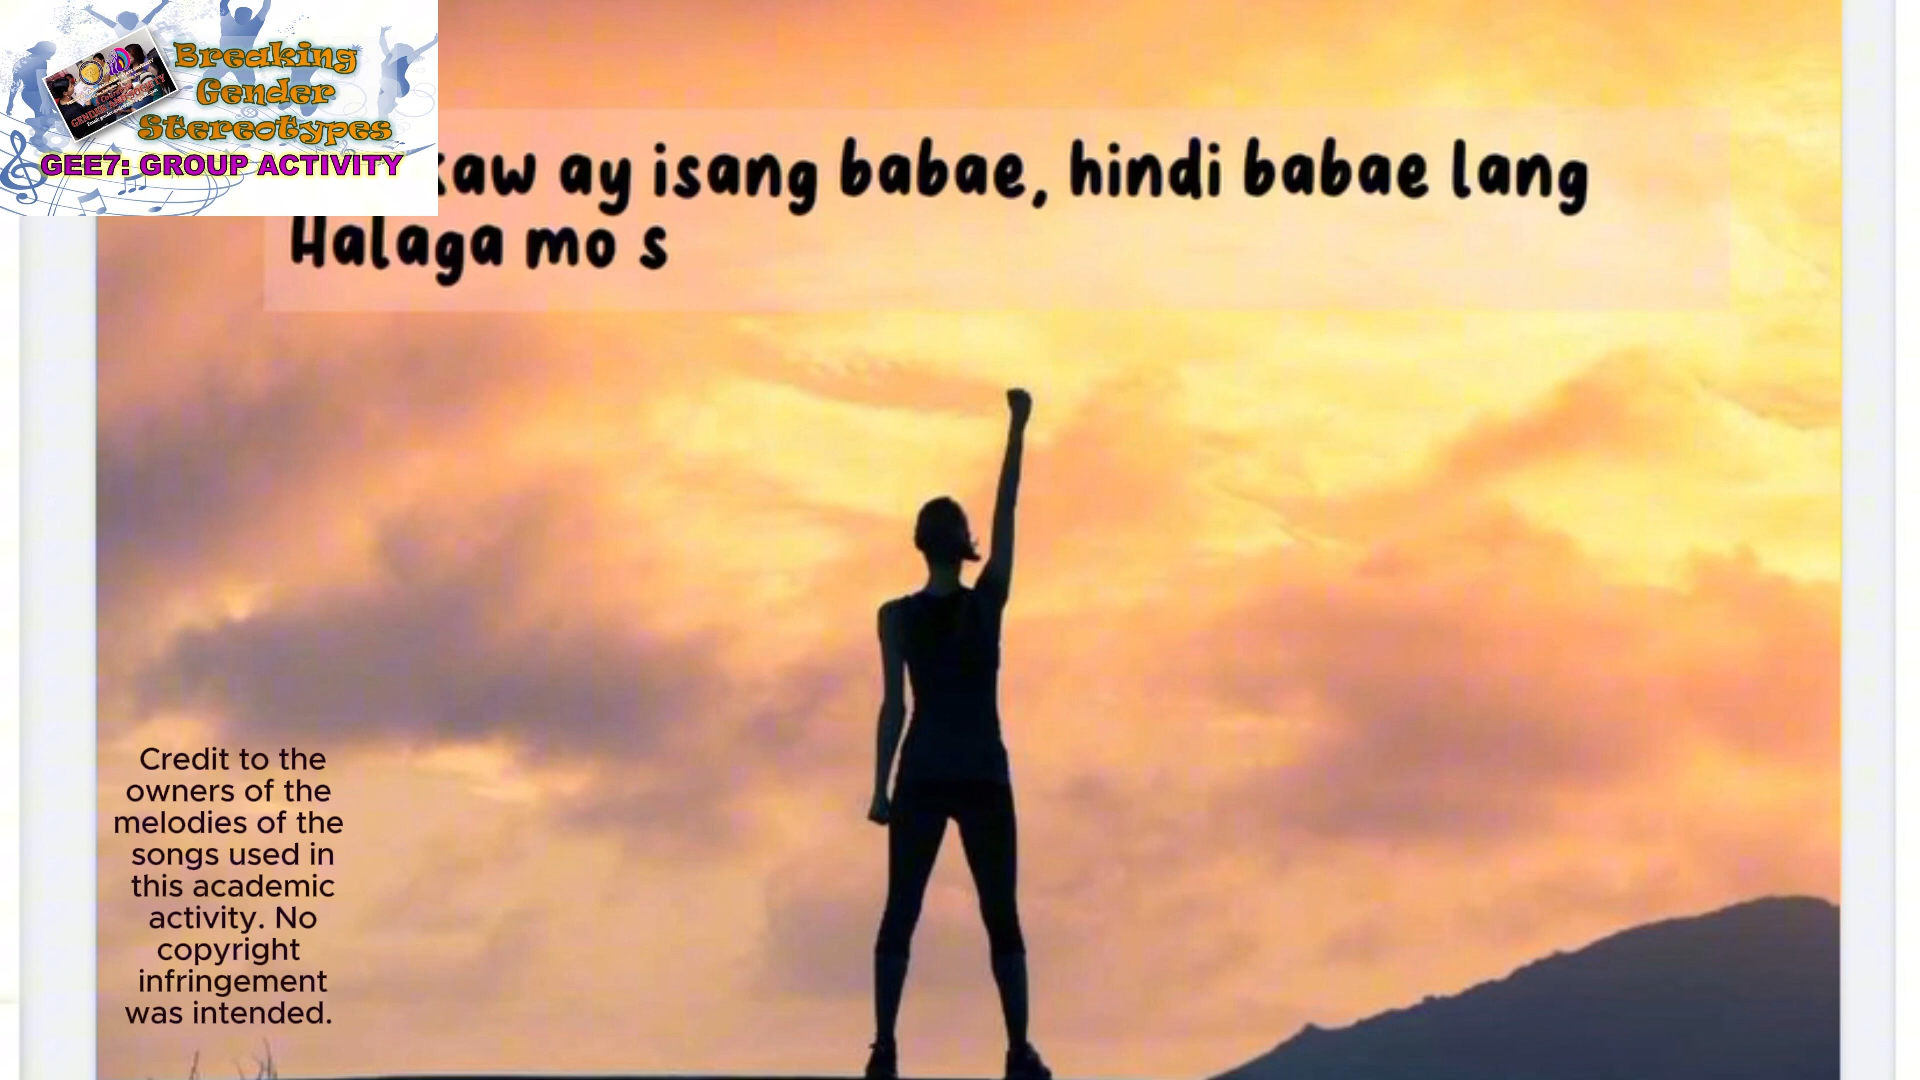 Breaking
Gender
Stereotypes
GEE7: GROUP ACTIVITY
kaw ay isang babae, hindi babae lang
Halaga mo s
Credit to the
owners of the
melodies of the
songs used in
this academic
activity. No
copyright
infringement
was intended.